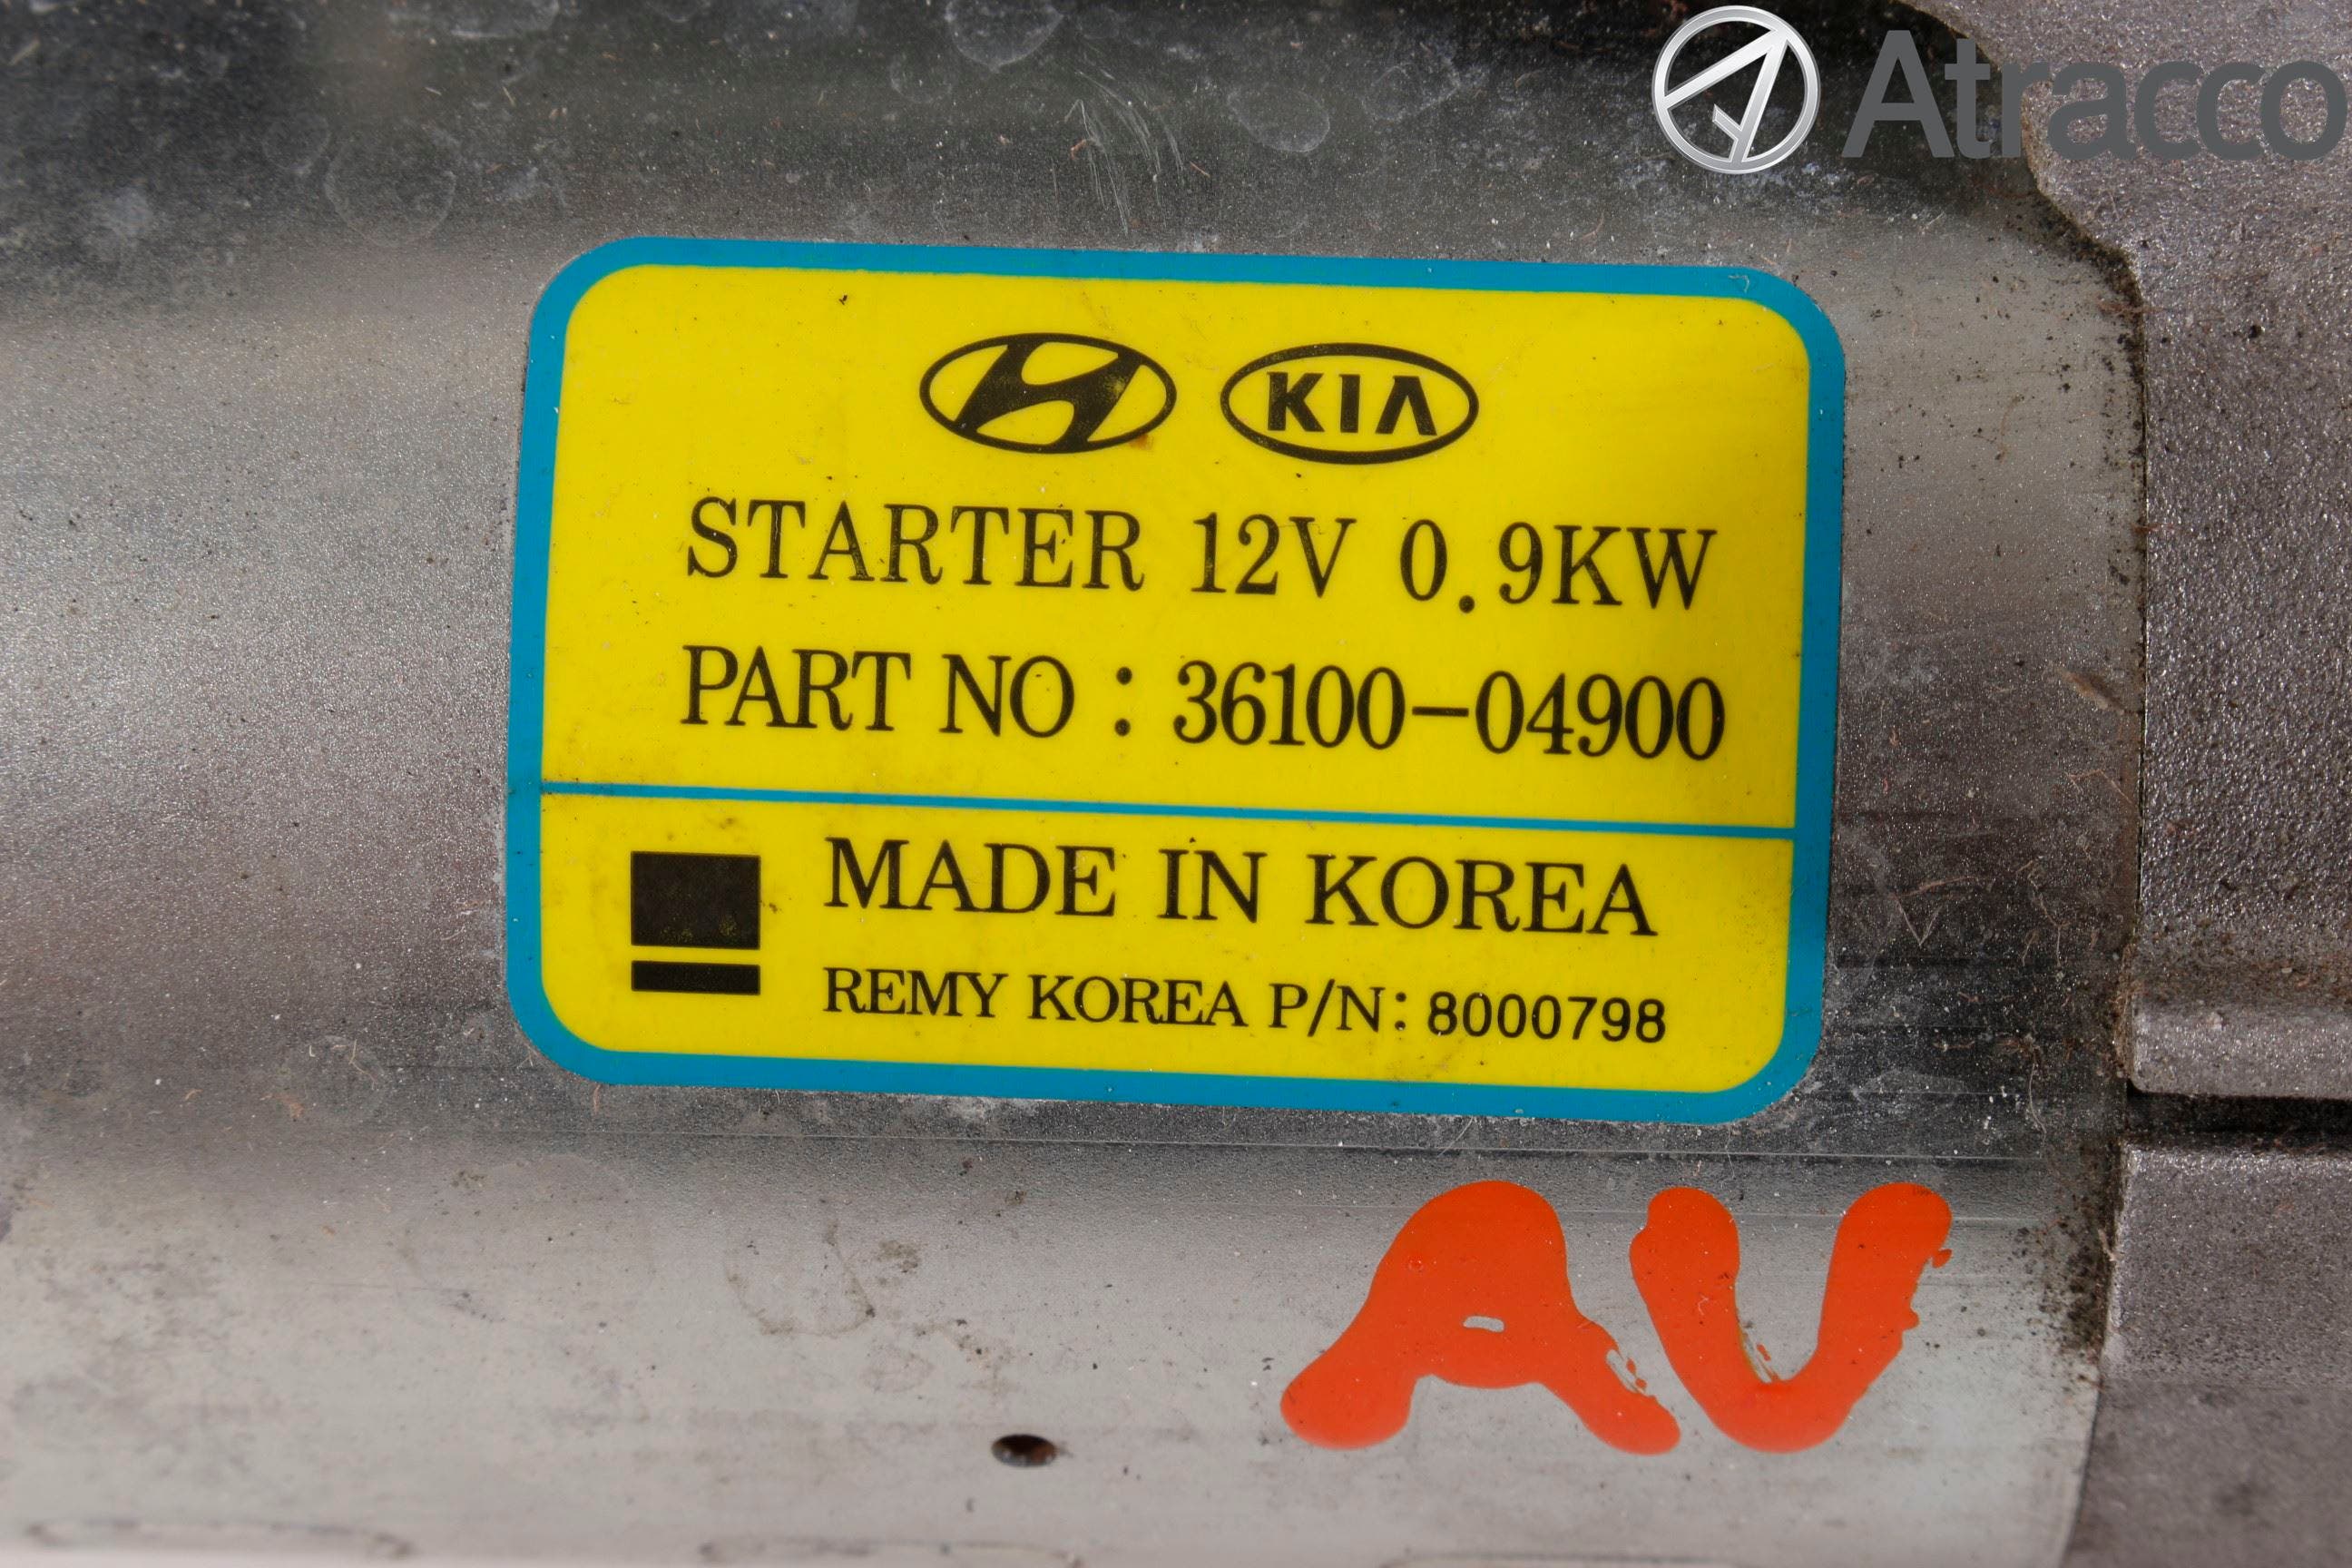 Atracco
KIA
STARTER 12V 0.9KW
PART NO : 36100-04900
MADE IN KOREA
REMY KOREA P/N: 8000798
AV